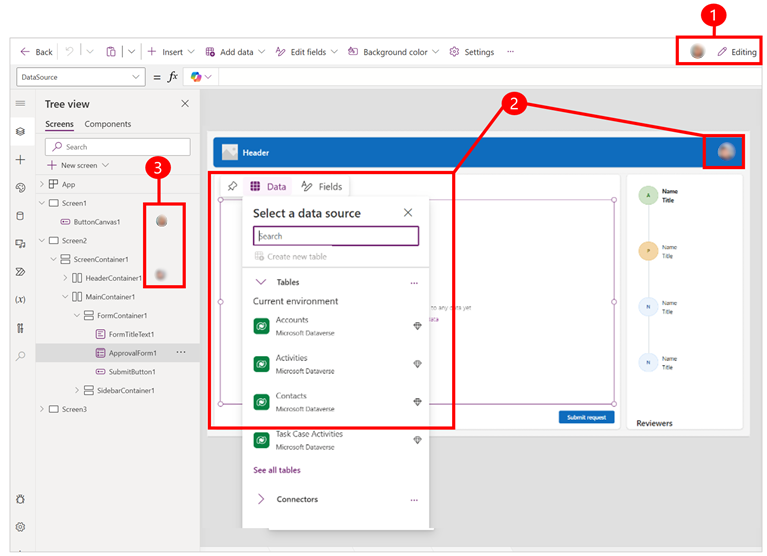 1
Back
Insert
Add data
Edit fields
Background color
Settings
...
Editing
DataSource
= fx
Tree view
Screens
Components
Search
New screen
App
Screen1
ButtonCanvas1
Screen2
ScreenContainer1
HeaderContainer1
MainContainer1
FormContainer1
FormTitleText1
ApprovalForm1
...
SubmitButton1
SidebarContainer1
Screen3
3
2
Header
Data
Fields
Select a data source
Search
Create new table
Tables
...
Current environment
Accounts
Microsoft Dataverse
Activities
Microsoft Dataverse
Contacts
Microsoft Dataverse
Task Case Activities
Microsoft Dataverse
See all tables
Connectors
...
to any data yet
data
Submit request
A
Name
Title
P
Name
Title
N
Name
Title
N
Name
Title
Reviewers
(x)